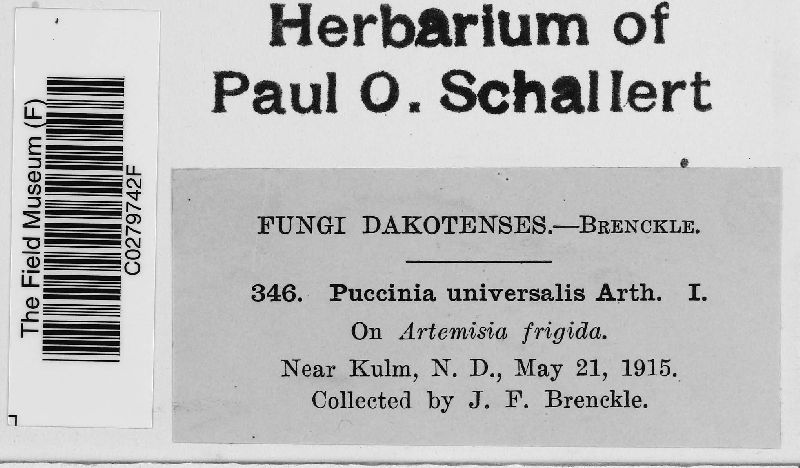 Herbarium of
Paul O. Schallert
The Field Museum (F)
C0279742F
FUNGI DAKOTENSES.—BRENCKLE.
346. Puccinia universalis Arth. I.
On Artemisia frigida.
Near Kulm, N. D., May 21, 1915.
Collected by J. F. Brenckle.